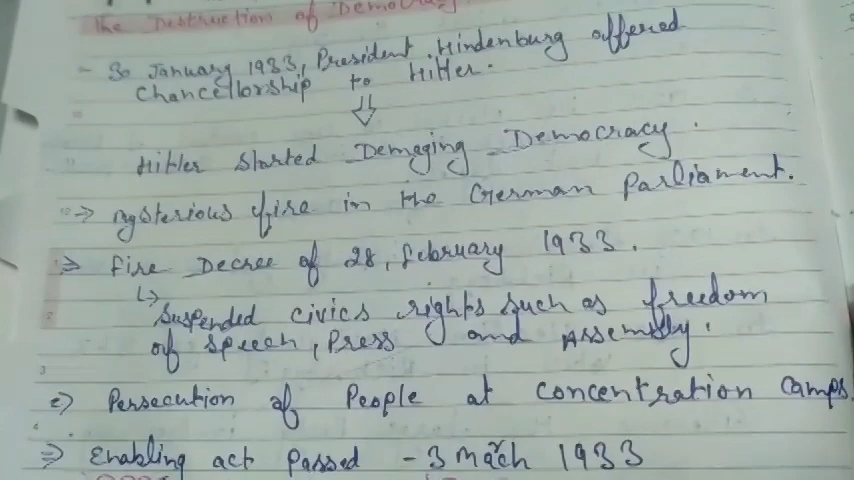 The Destruction of Democracy
- 30 January 1933, President Hindenburg offered
Chancellorship to Hitler.
⇓
Hitler Started Demaging Democracy.
⇒ Mysterious fire in the German Parliament.
⇒ Fire Decree of 28, February 1933.
↳ Suspended civics rights such as freedom
of speech, Press and Assembly.
⇒ Persecution of People at concentration camps
⇒ Enabling act Passed - 3 March 1933